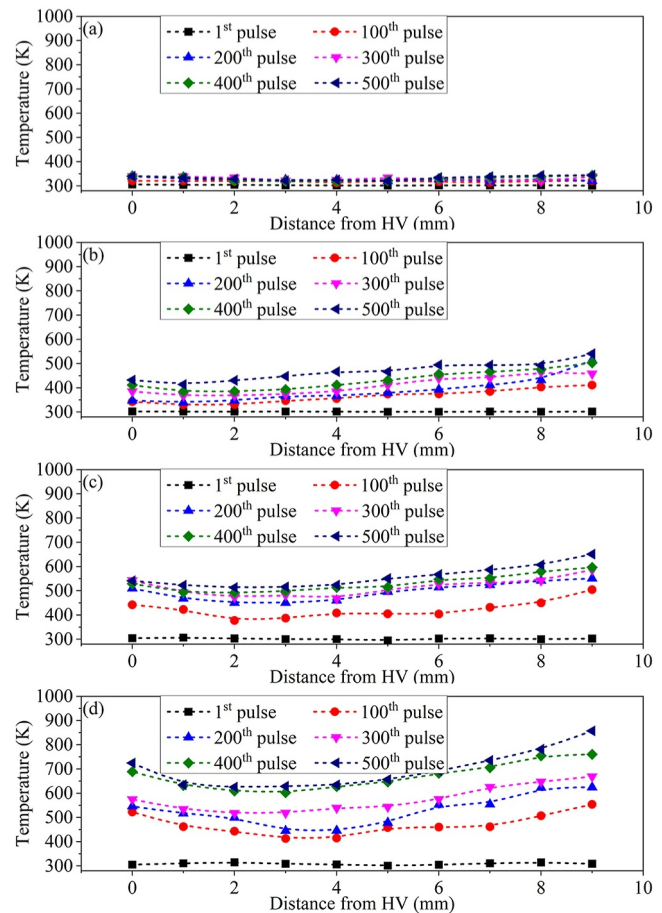 (a)
1st pulse 100th pulse
200th pulse 300th pulse
400th pulse 500th pulse
Temperature (K)
1000
900
800
700
600
500
400
300
0 2 4 6 8 10
Distance from HV (mm)
(b)
1st pulse 100th pulse
200th pulse 300th pulse
400th pulse 500th pulse
Temperature (K)
1000
900
800
700
600
500
400
300
0 2 4 6 8 10
Distance from HV (mm)
(c)
1st pulse 100th pulse
200th pulse 300th pulse
400th pulse 500th pulse
Temperature (K)
1000
900
800
700
600
500
400
300
0 2 4 6 8 10
Distance from HV (mm)
(d)
1st pulse 100th pulse
200th pulse 300th pulse
400th pulse 500th pulse
Temperature (K)
1000
900
800
700
600
500
400
300
0 2 4 6 8 10
Distance from HV (mm)